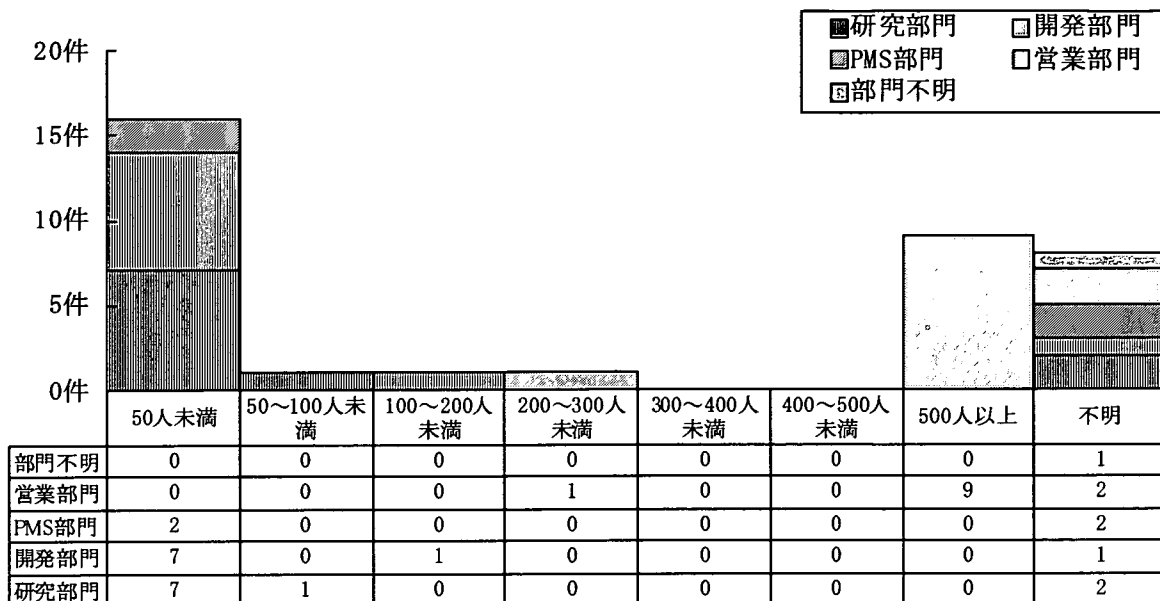 ■研究部門 □開発部門
■PMS部門 □営業部門
□部門不明
20件
15件
10件
5件
0件
50人未満 50～100人未満 100～200人未満 200～300人未満 300～400人未満 400～500人未満 500人以上 不明
部門不明 0 0 0 0 0 0 0 1
営業部門 0 0 0 1 0 0 9 2
PMS部門 2 0 0 0 0 0 0 2
開発部門 7 0 1 0 0 0 0 1
研究部門 7 1 0 0 0 0 0 2